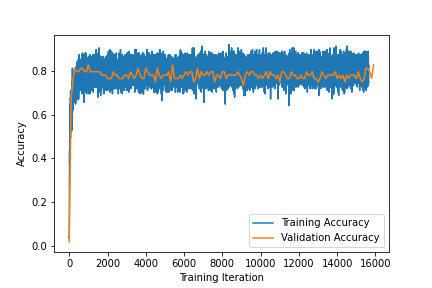 0.8
0.6
0.4
0.2
0.0
Accuracy
Training Accuracy
Validation Accuracy
0 2000 4000 6000 8000 10000 12000 14000 16000
Training Iteration